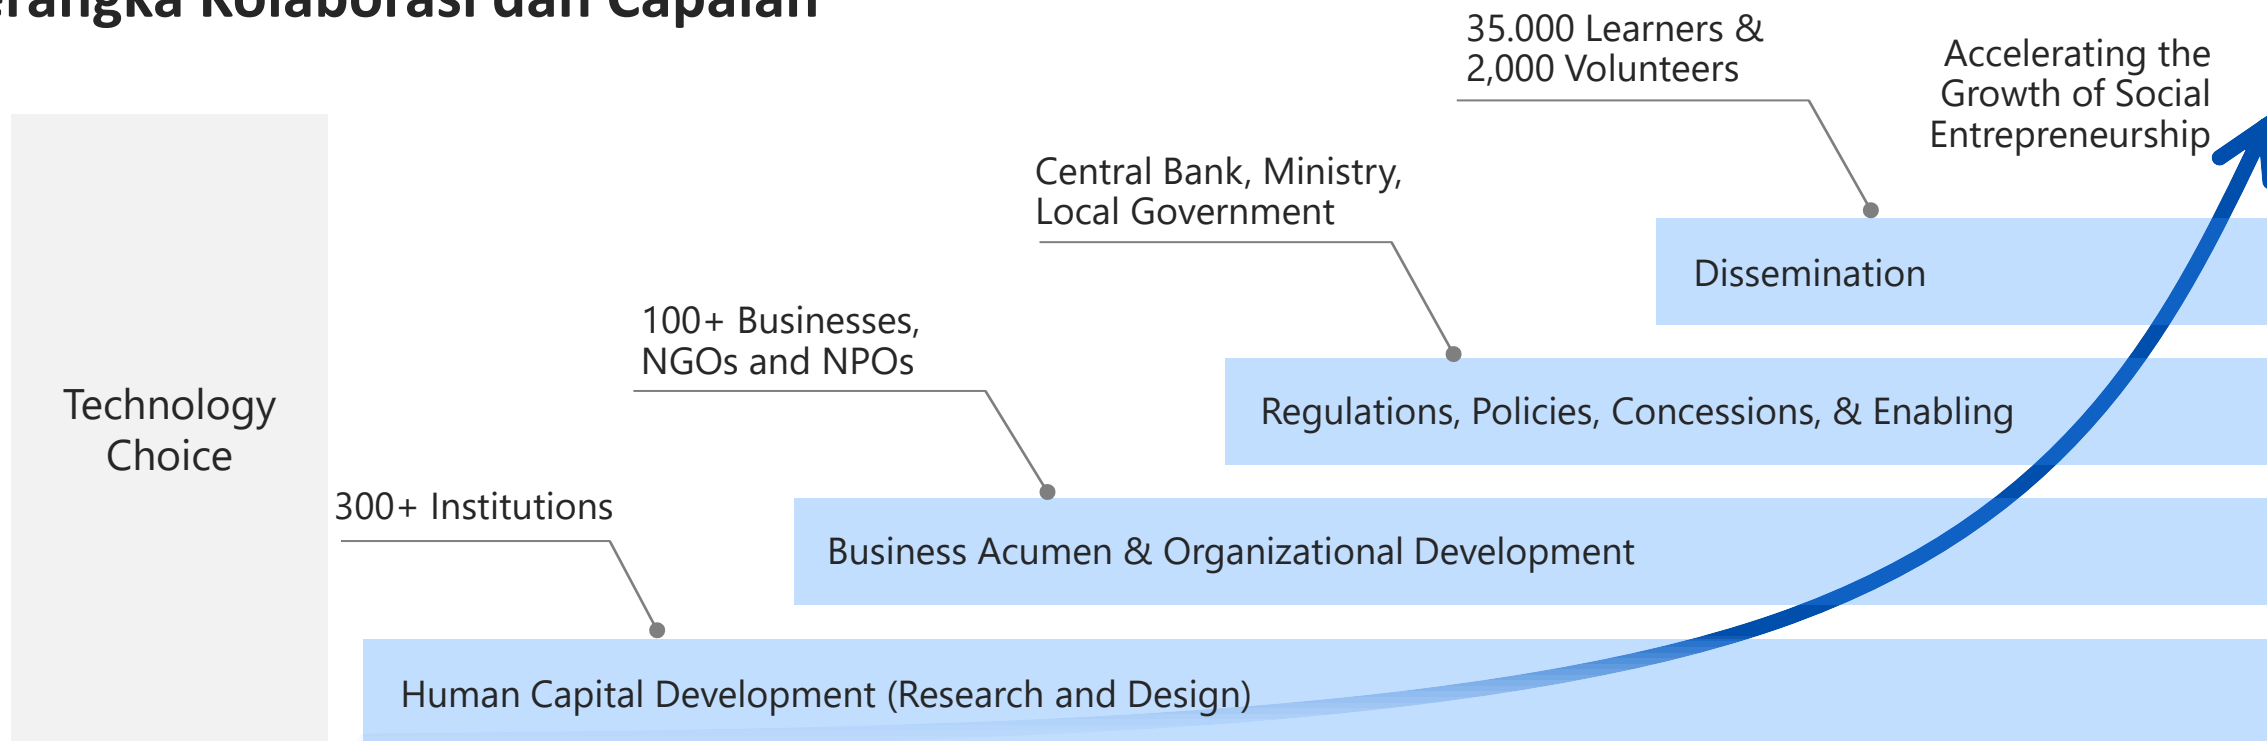 Kolaborasi dan Capaian
35.000 Learners &
2,000 Volunteers
Accelerating the
Growth of Social
Entrepreneurship
Central Bank, Ministry,
Local Government
Dissemination
100+ Businesses,
NGOs and NPOs
Regulations, Policies, Concessions, & Enabling
Technology
Choice
300+ Institutions
Business Acumen & Organizational Development
Human Capital Development (Research and Design)